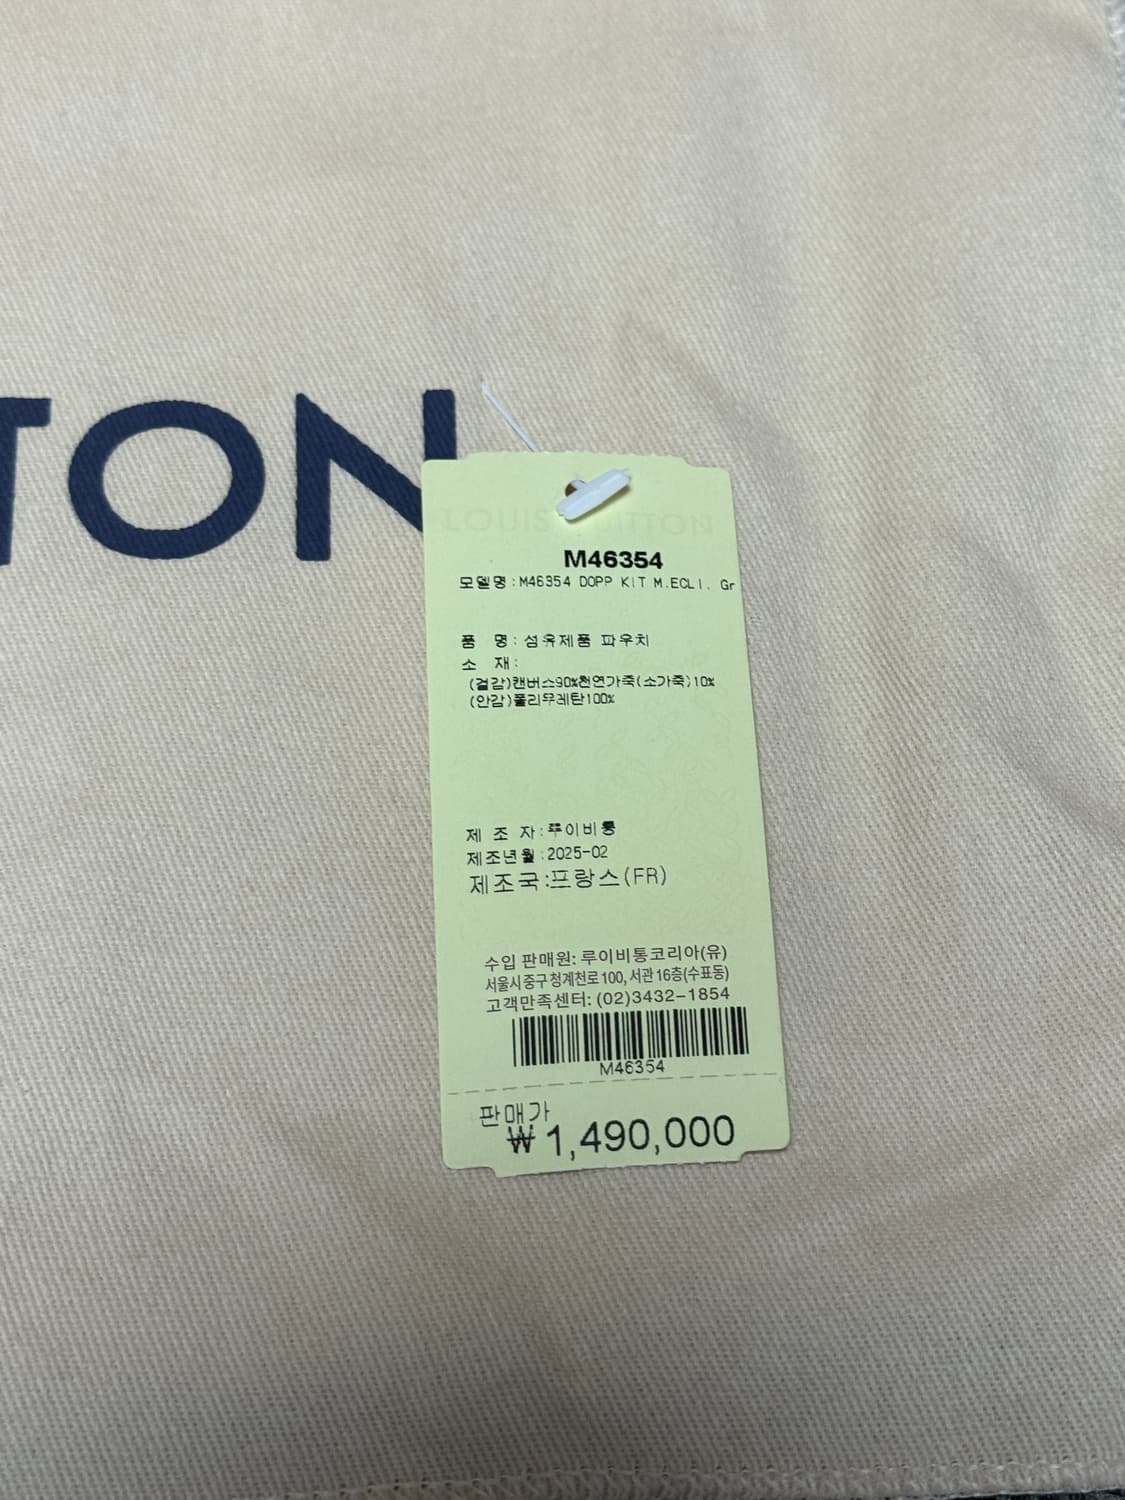 TON
LOUIS VUITTON
M46354
모델명:M46354 DOPP KIT M.ECLI. Gr
품 명: 섬유제품 파우치
소 재:
(겉감)캔버스90%천연가죽(소가죽)10%
(안감)폴리우레탄100%
제 조 자:루이비통
제조년월:2025-02
제조국:프랑스(FR)
수입 판매원: 루이비통코리아(유)
서울시 중구 청계천로 100, 서관 16층(수표동)
고객만족센터: (02)3432-1854
M46354
판매가
₩ 1,490,000